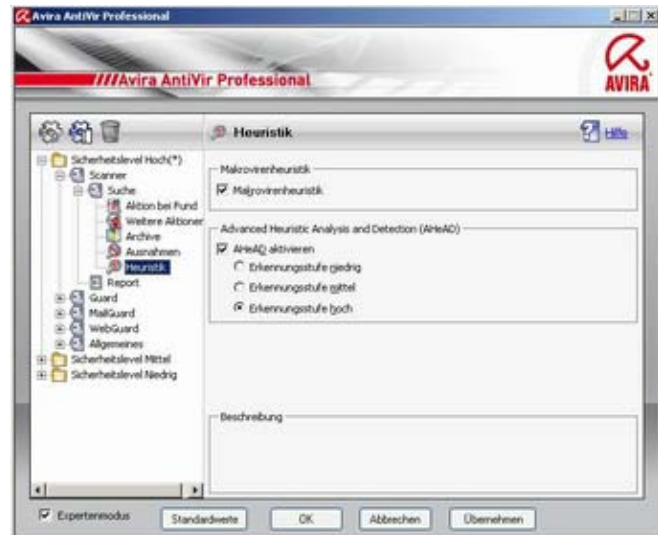 Avira AntiVir Professional
////Avira AntiVir Professional
AVIRA
Heuristik
Hilfe
Sicherheitslevel Hoch(*)
Scanner
Suche
Aktion bei Fund
Weitere Aktioner
Archive
Ausnahmen
Heuristik
Report
Guard
MailGuard
WebGuard
Allgemeines
Sicherheitslevel Mittel
Sicherheitslevel Niedrig
Makrovirenheuristik
Makrovirenheuristik
Advanced Heuristic Analysis and Detection (AHeAD)
AHeAD aktivieren
Erkennungsstufe niedrig
Erkennungsstufe mittel
Erkennungsstufe hoch
Beschreibung
Expertenmodus
Standardwerte
OK
Abbrechen
Übernehmen